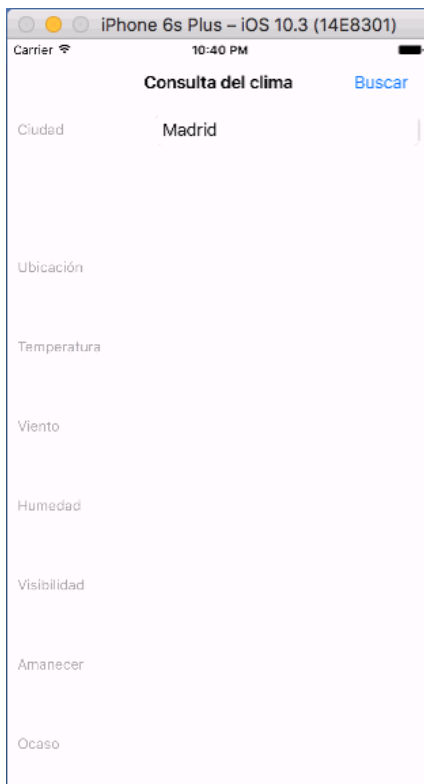 iPhone 6s Plus – iOS 10.3 (14E8301)
Carrier 10:40 PM
Consulta del clima Buscar
Ciudad Madrid
Ubicación
Temperatura
Viento
Humedad
Visibilidad
Amanecer
Ocaso